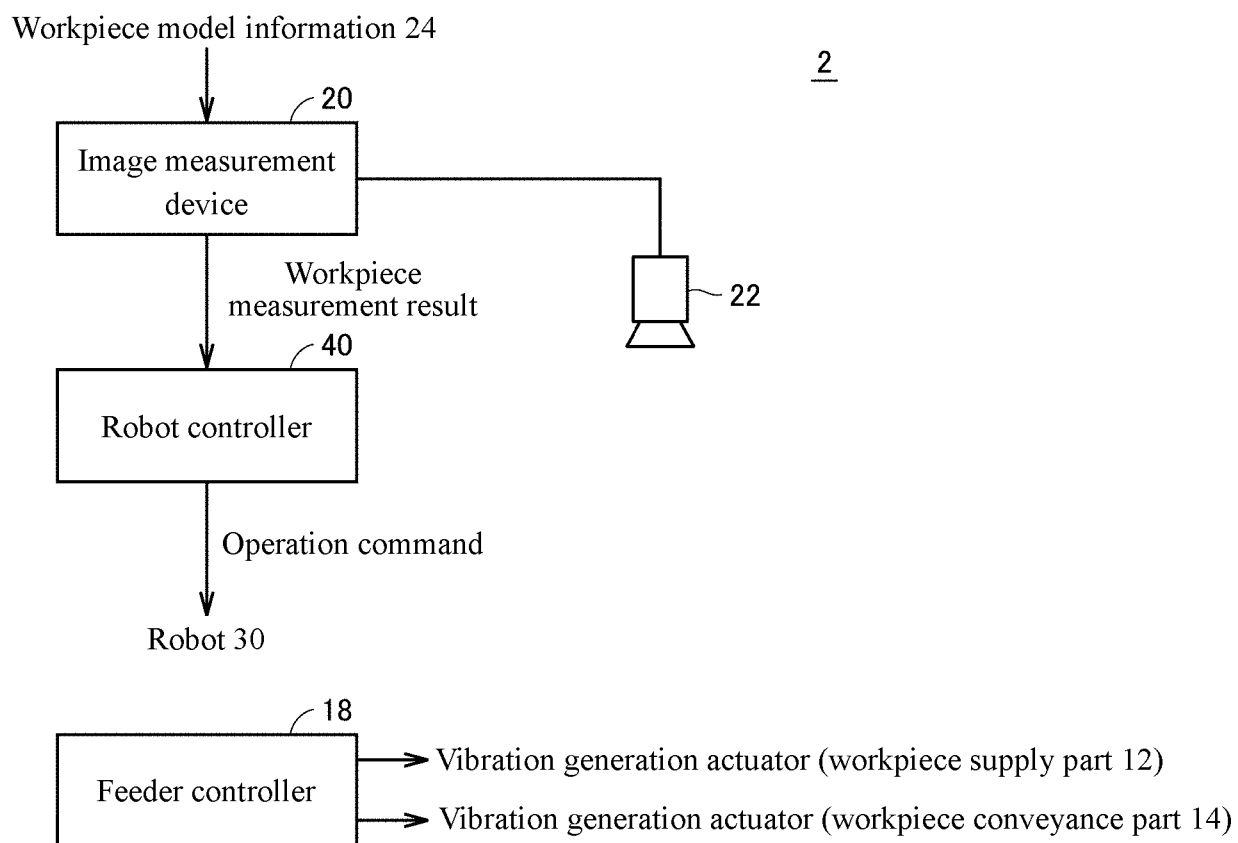 Workpiece model information 24
2
20
Image measurement
device
Workpiece
measurement result
22
40
Robot controller
Operation command
Robot 30
18
Feeder controller
Vibration generation actuator (workpiece supply part 12)
Vibration generation actuator (workpiece conveyance part 14)